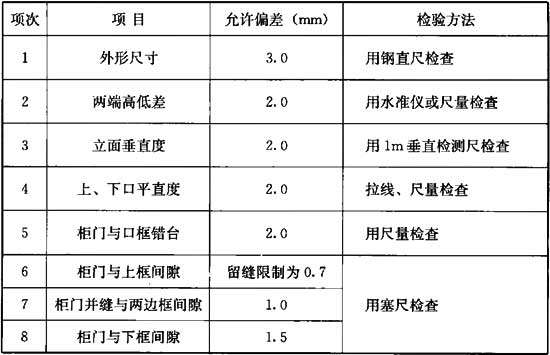 项次 项 目 允许偏差（mm） 检验方法
1 外形尺寸 3.0 用钢直尺检查
2 两端高低差 2.0 用水准仪或尺量检查
3 立面垂直度 2.0 用1m垂直检测尺检查
4 上、下口平直度 2.0 拉线、尺量检查
5 柜门与口框错台 2.0 用尺量检查
6 柜门与上框间隙 留缝限制为0.7 用塞尺检查
7 柜门并缝与两边框间隙 1.0
8 柜门与下框间隙 1.5